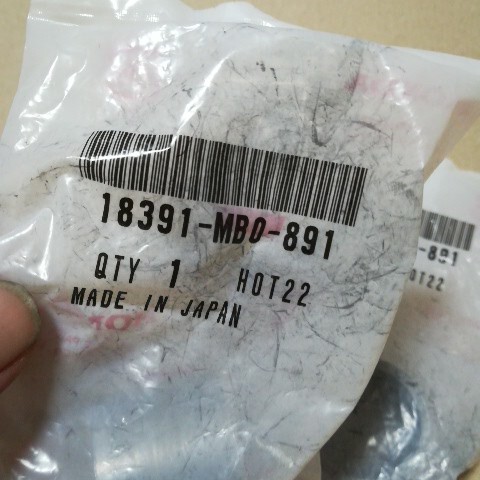 18391-MB0-891
QTY 1 HOT22
MADE IN JAPAN
-891
HOT22